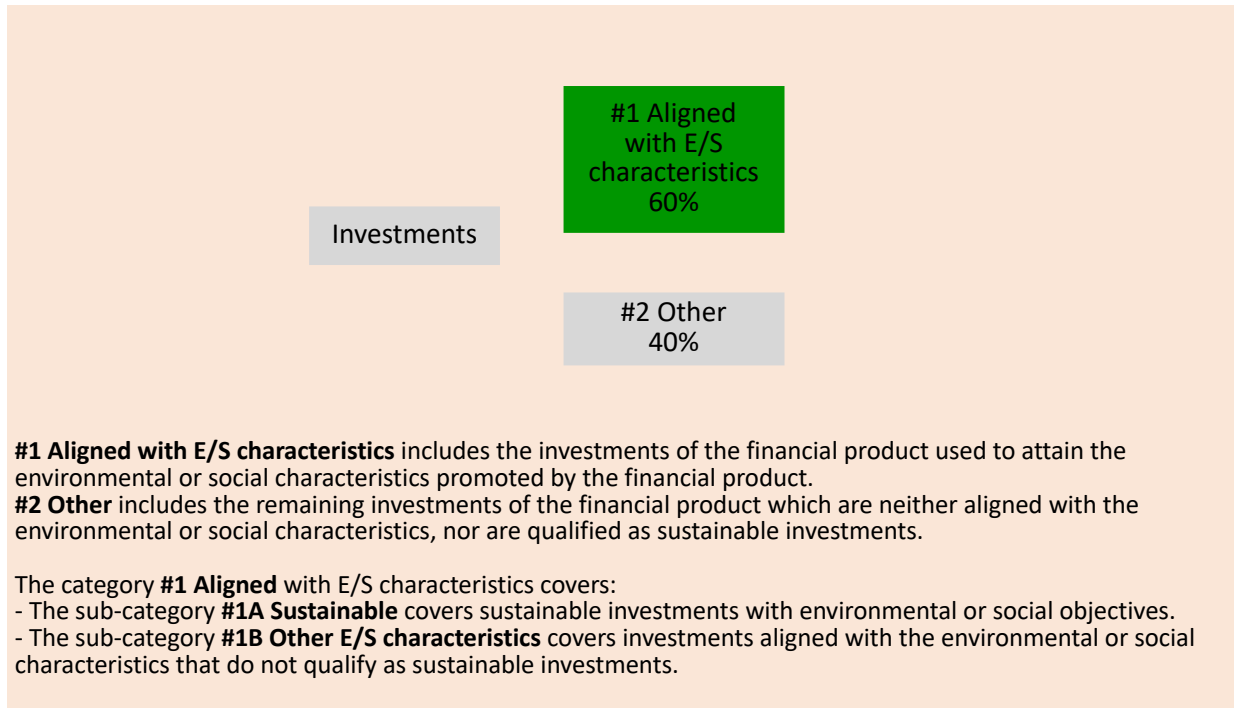 #1 Aligned
with E/S
characteristics
60%
Investments
#2 Other
40%
#1 Aligned with E/S characteristics includes the investments of the financial product used to attain the
environmental or social characteristics promoted by the financial product.
#2 Other includes the remaining investments of the financial product which are neither aligned with the
environmental or social characteristics, nor are qualified as sustainable investments.
The category #1 Aligned with E/S characteristics covers:
- The sub-category #1A Sustainable covers sustainable investments with environmental or social objectives.
- The sub-category #1B Other E/S characteristics covers investments aligned with the environmental or social
characteristics that do not qualify as sustainable investments.